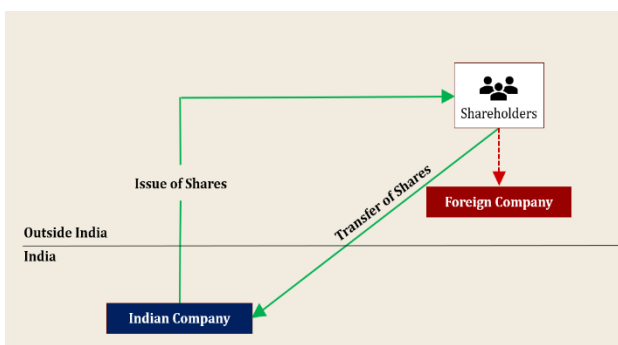 Shareholders
Issue of Shares
Transfer of Shares
Foreign Company
Outside India
India
Indian Company